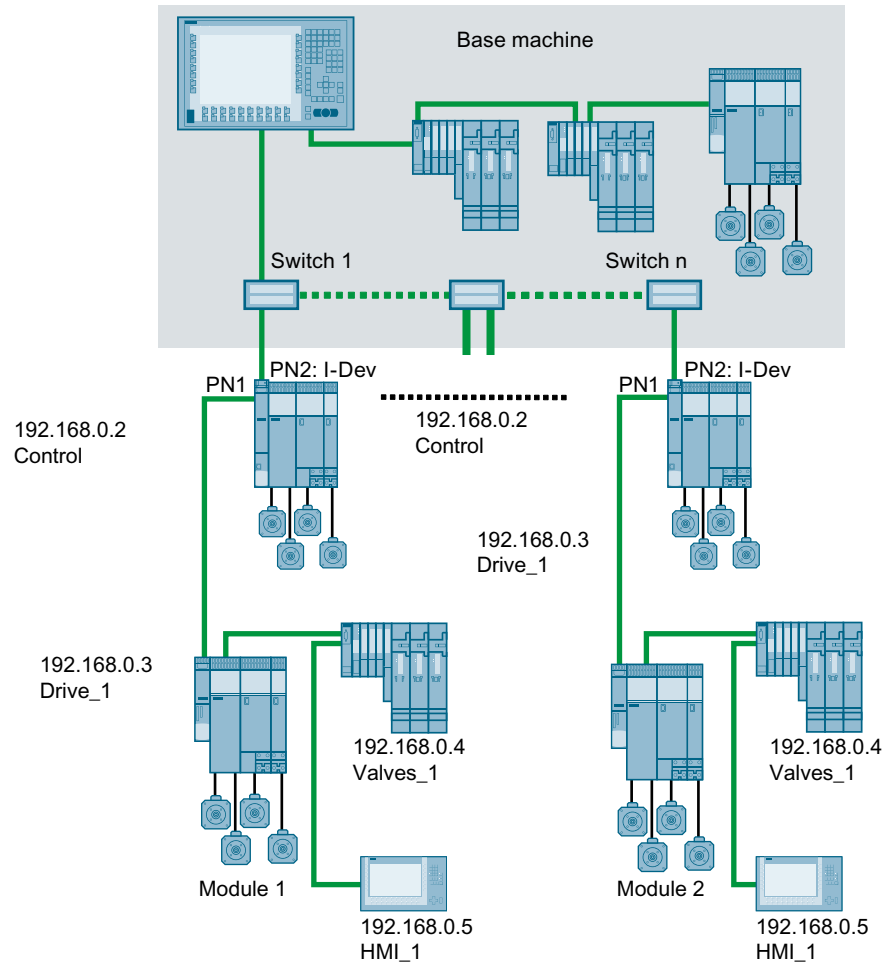 Base machine
Switch 1
Switch n
PN1
PN2: I-Dev
PN1
PN2: I-Dev
192.168.0.2
Control
192.168.0.2
Control
192.168.0.3
Drive_1
192.168.0.3
Drive_1
192.168.0.4
Valves_1
192.168.0.4
Valves_1
Module 1
Module 2
192.168.0.5
HMI_1
192.168.0.5
HMI_1